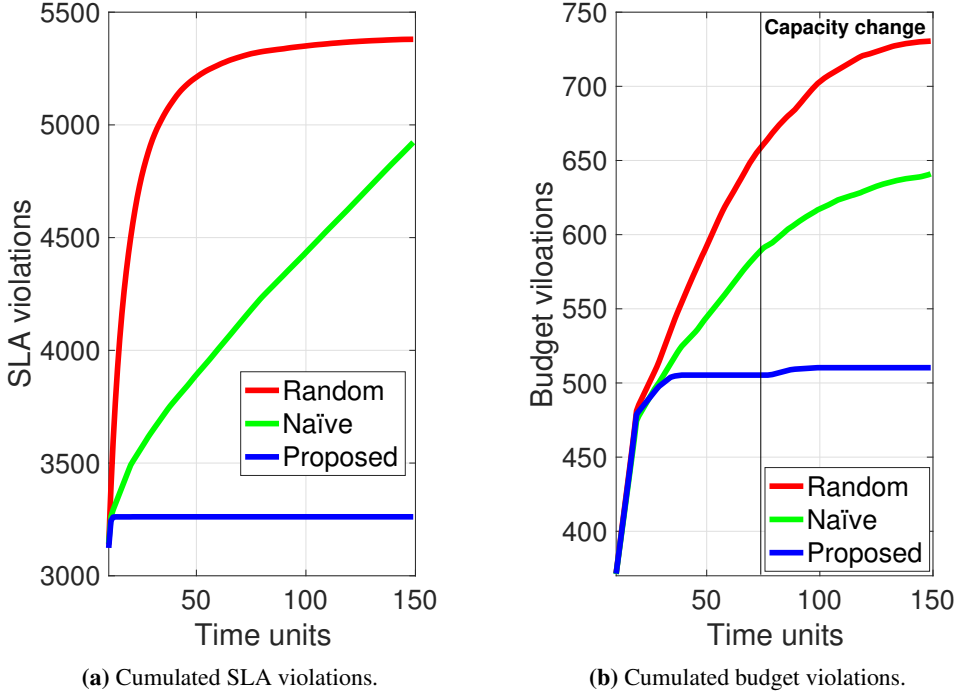 5500
5000
4500
4000
3500
3000
SLA violations
Random
Naïve
Proposed
50
100
150
Time units
(a) Cumulated SLA violations.
750
700
650
600
550
500
450
400
Budget viloations
Capacity change
Random
Naïve
Proposed
50
100
150
Time units
(b) Cumulated budget violations.